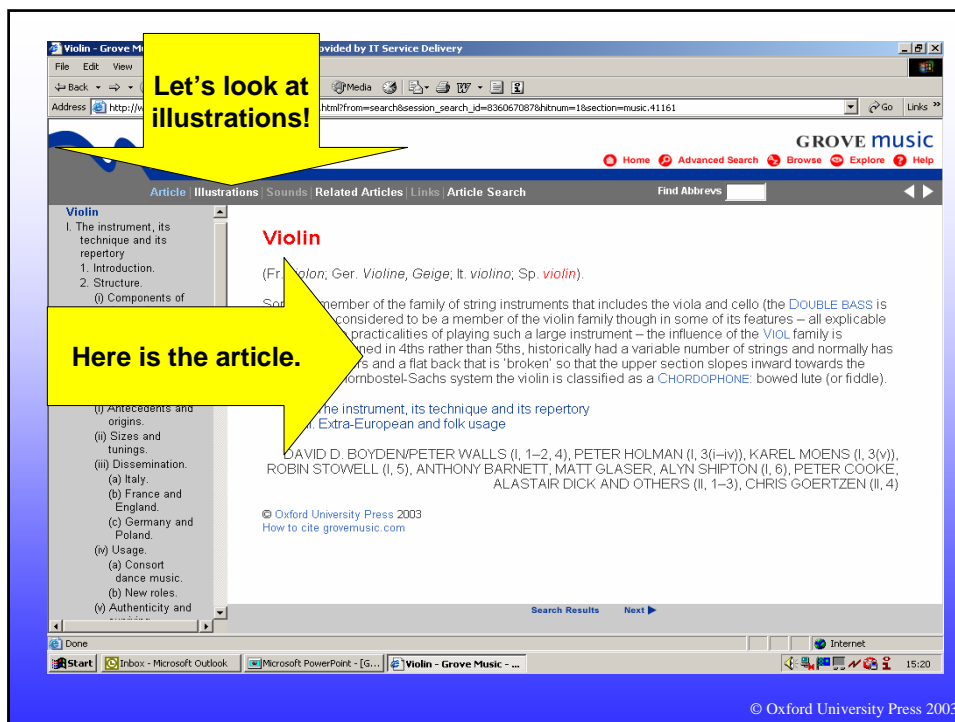 Violin - Grove M
ovided by IT Service Delivery
File Edit View
Back
Media
Address http://w
html?from=search&session_search_id=836067087&hitnum=1&section=music.41161
Go Links »
Let's look at
illustrations!
GROVE music
Home Advanced Search Browse Explore Help
Article | Illustrations | Sounds | Related Articles | Links | Article Search
Find Abbrevs
Violin
I. The instrument, its
technique and its
repertory
1. Introduction.
2. Structure.
(i) Components of
(i) Antecedents and
origins.
(ii) Sizes and
tunings.
(iii) Dissemination.
(a) Italy.
(b) France and
England.
(c) Germany and
Poland.
(iv) Usage.
(a) Consort
dance music.
(b) New roles.
(v) Authenticity and
Here is the article.
Violin
(Fr. violon; Ger. Violine, Geige; It. violino; Sp. violin).
member of the family of string instruments that includes the viola and cello (the DOUBLE BASS is
considered to be a member of the violin family though in some of its features – all explicable
practicalities of playing such a large instrument – the influence of the VIOL family is
ned in 4ths rather than 5ths, historically had a variable number of strings and normally has
rs and a flat back that is 'broken' so that the upper section slopes inward towards the
ornbostel-Sachs system the violin is classified as a CHORDOPHONE: bowed lute (or fiddle).
The instrument, its technique and its repertory
II. Extra-European and folk usage
DAVID D. BOYDEN/PETER WALLS (I, 1–2, 4), PETER HOLMAN (I, 3(i–iv)), KAREL MOENS (I, 3(v)),
ROBIN STOWELL (I, 5), ANTHONY BARNETT, MATT GLASER, ALYN SHIPTON (I, 6), PETER COOKE,
ALASTAIR DICK AND OTHERS (II, 1–3), CHRIS GOERTZEN (II, 4)
© Oxford University Press 2003
How to cite grovemusic.com
Search Results Next
Done
Internet
Start Inbox - Microsoft Outlook Microsoft PowerPoint - [G... Violin - Grove Music - ... 15:20
© Oxford University Press 2003